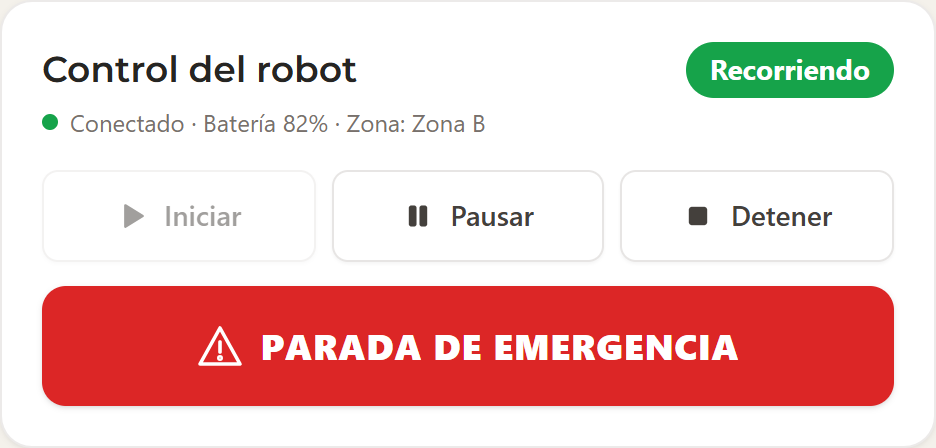 Control del robot
Recorriendo
Conectado · Batería 82% · Zona: Zona B
Iniciar
Pausar
Detener
PARADA DE EMERGENCIA